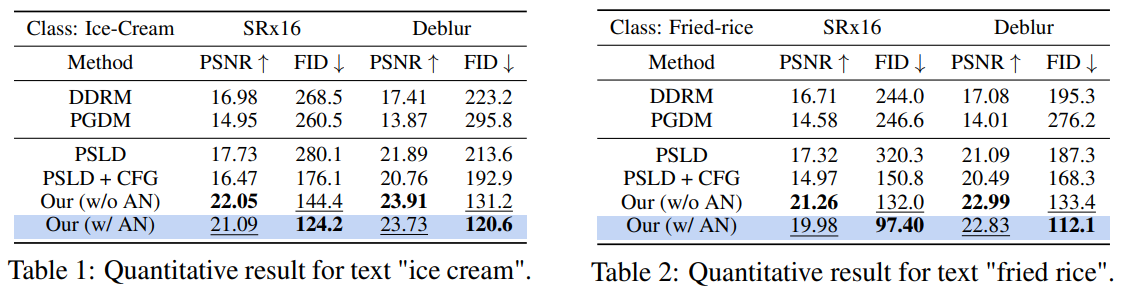 Class: Ice-Cream SRx16 Deblur
Method PSNR ↑ FID ↓ PSNR ↑ FID ↓
DDRM 16.98 268.5 17.41 223.2
PGDM 14.95 260.5 13.87 295.8
PSLD 17.73 280.1 21.89 213.6
PSLD + CFG 16.47 176.1 20.76 192.9
Our (w/o AN) 22.05 144.4 23.91 131.2
Our (w/ AN) 21.09 124.2 23.73 120.6
Table 1: Quantitative result for text "ice cream".
Class: Fried-rice SRx16 Deblur
Method PSNR ↑ FID ↓ PSNR ↑ FID ↓
DDRM 16.71 244.0 17.08 195.3
PGDM 14.58 246.6 14.01 276.2
PSLD 17.32 320.3 21.09 187.3
PSLD + CFG 14.97 150.8 20.49 168.3
Our (w/o AN) 21.26 132.0 22.99 133.4
Our (w/ AN) 19.98 97.40 22.83 112.1
Table 2: Quantitative result for text "fried rice".